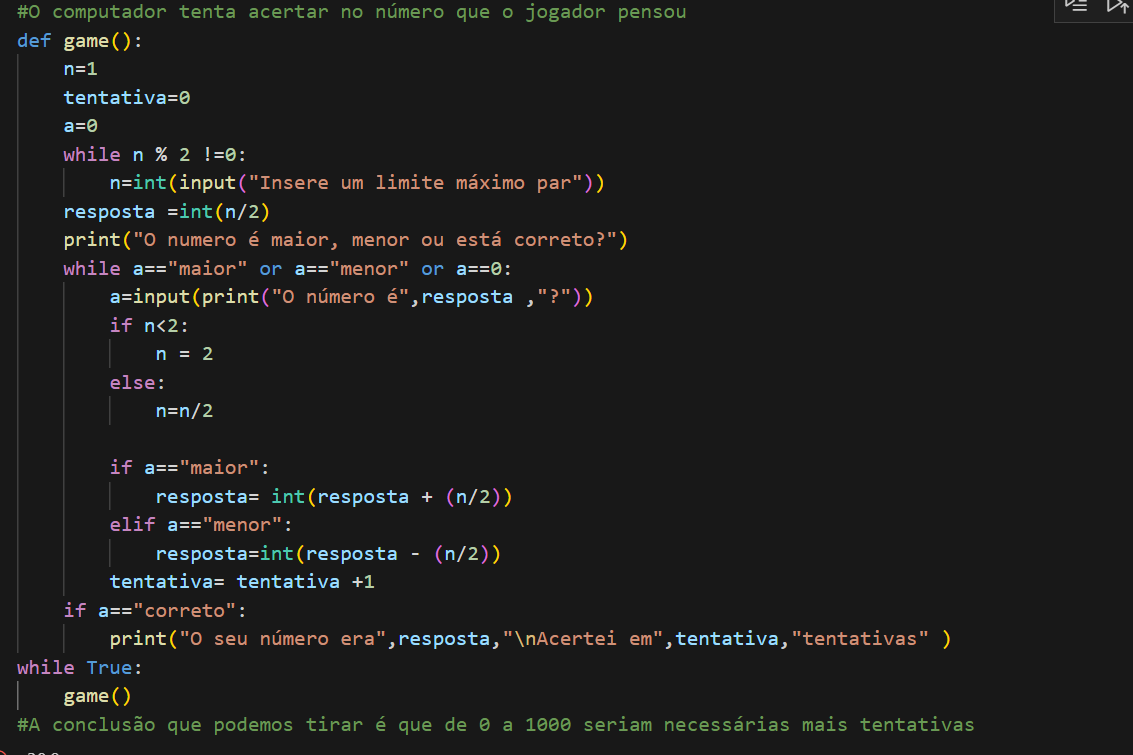 #O computador tenta acertar no número que o jogador pensou
def game():
    n=1
    tentativa=0
    a=0
    while n % 2 !=0:
        n=int(input("Insere um limite máximo par"))
    resposta =int(n/2)
    print("O numero é maior, menor ou está correto?")
    while a=="maior" or a=="menor" or a==0:
        a=input(print("O número é",resposta ,"?"))
        if n<2:
            n = 2
        else:
            n=n/2

        if a=="maior":
            resposta= int(resposta + (n/2))
        elif a=="menor":
            resposta=int(resposta - (n/2))
        tentativa= tentativa +1
    if a=="correto":
        print("O seu número era",resposta,"\nAcertei em",tentativa,"tentativas" )
while True:
    game()
#A conclusão que podemos tirar é que de 0 a 1000 seriam necessárias mais tentativas